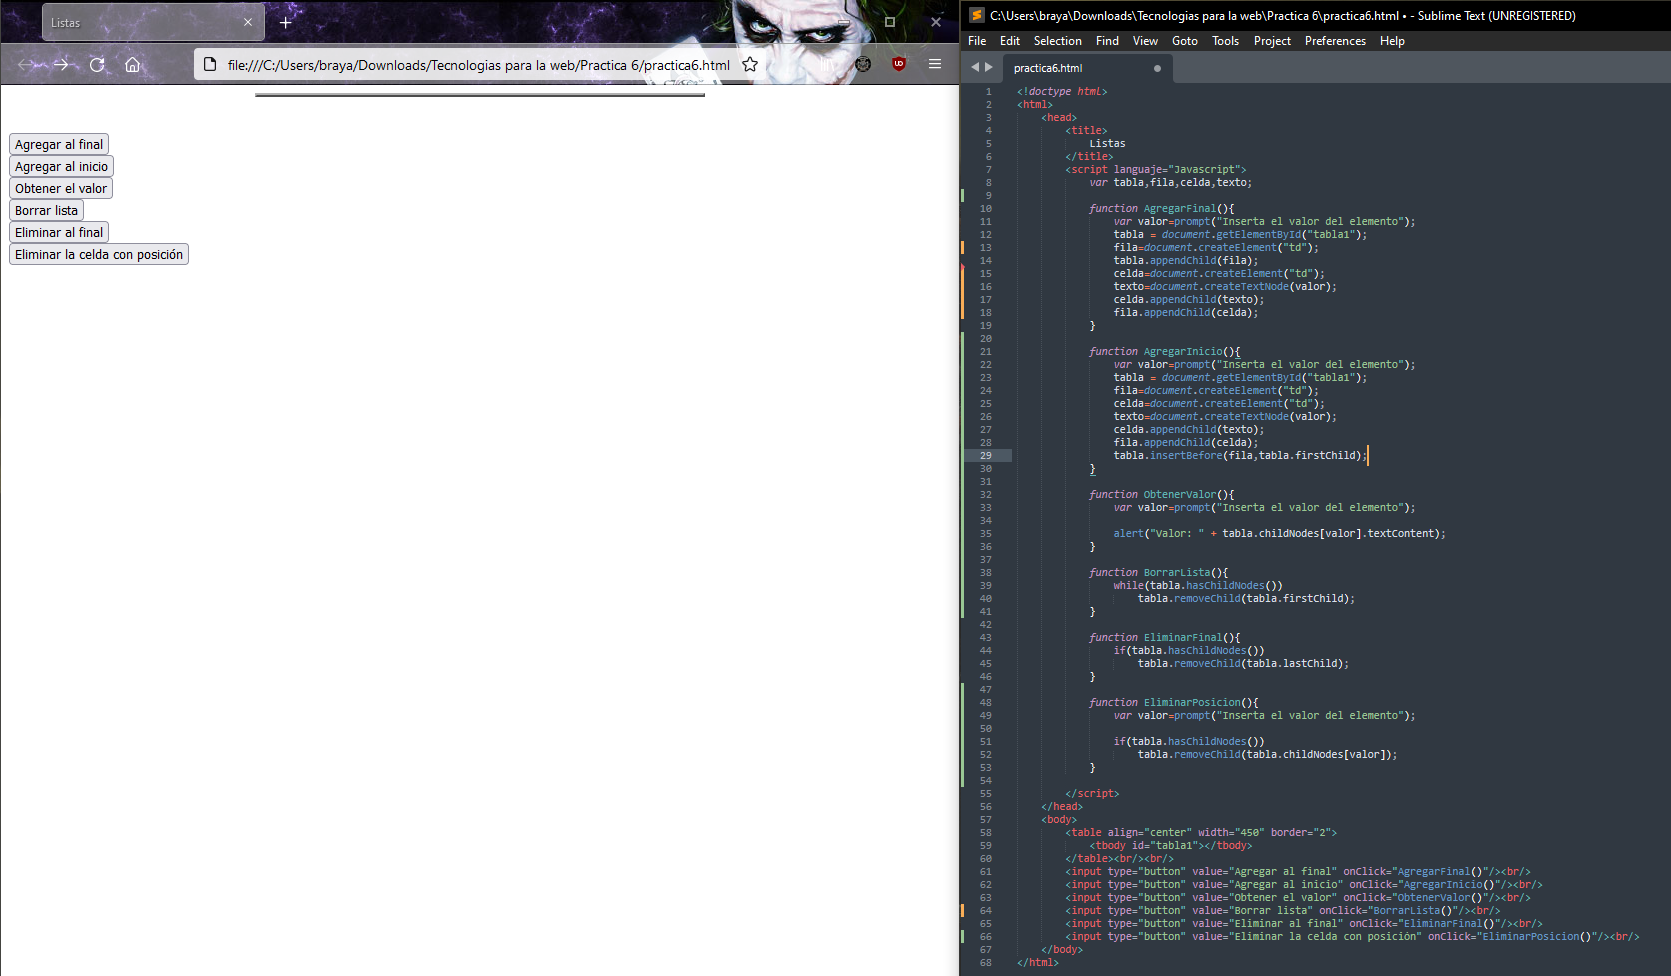 Listas
file:///C:/Users/braya/Downloads/Tecnologias para la web/Practica 6/practica6.html
Agregar al final
Agregar al inicio
Obtener el valor
Borrar lista
Eliminar al final
Eliminar la celda con posición
C:\Users\braya\Downloads\Tecnologias para la web\Practica 6\practica6.html • - Sublime Text (UNREGISTERED)
File Edit Selection Find View Goto Tools Project Preferences Help
practica6.html
1 <!doctype html>
2 <html>
3 <head>
4 <title>
5 Listas
6 </title>
7 <script languaje="Javascript">
8 var tabla,fila,celda,texto;
9
10 function AgregarFinal(){
11 var valor=prompt("Inserta el valor del elemento");
12 tabla = document.getElementById("tabla1");
13 fila=document.createElement("td");
14 tabla.appendChild(fila);
15 celda=document.createElement("td");
16 texto=document.createTextNode(valor);
17 celda.appendChild(texto);
18 fila.appendChild(celda);
19 }
20
21 function AgregarInicio(){
22 var valor=prompt("Inserta el valor del elemento");
23 tabla = document.getElementById("tabla1");
24 fila=document.createElement("td");
25 celda=document.createElement("td");
26 texto=document.createTextNode(valor);
27 celda.appendChild(texto);
28 fila.appendChild(celda);
29 tabla.insertBefore(fila,tabla.firstChild);
30 }
31
32 function ObtenerValor(){
33 var valor=prompt("Inserta el valor del elemento");
34
35 alert("Valor: " + tabla.childNodes[valor].textContent);
36 }
37
38 function BorrarLista(){
39 while(tabla.hasChildNodes())
40 tabla.removeChild(tabla.firstChild);
41 }
42
43 function EliminarFinal(){
44 if(tabla.hasChildNodes())
45 tabla.removeChild(tabla.lastChild);
46 }
47
48 function EliminarPosicion(){
49 var valor=prompt("Inserta el valor del elemento");
50
51 if(tabla.hasChildNodes())
52 tabla.removeChild(tabla.childNodes[valor]);
53 }
54
55 </script>
56 </head>
57 <body>
58 <table align="center" width="450" border="2">
59 <tbody id="tabla1"></tbody>
60 </table><br/><br/>
61 <input type="button" value="Agregar al final" onClick="AgregarFinal()"/><br/>
62 <input type="button" value="Agregar al inicio" onClick="AgregarInicio()"/><br/>
63 <input type="button" value="Obtener el valor" onClick="ObtenerValor()"/><br/>
64 <input type="button" value="Borrar lista" onClick="BorrarLista()"/><br/>
65 <input type="button" value="Eliminar al final" onClick="EliminarFinal()"/><br/>
66 <input type="button" value="Eliminar la celda con posición" onClick="EliminarPosicion()"/><br/>
67 </body>
68 </html>